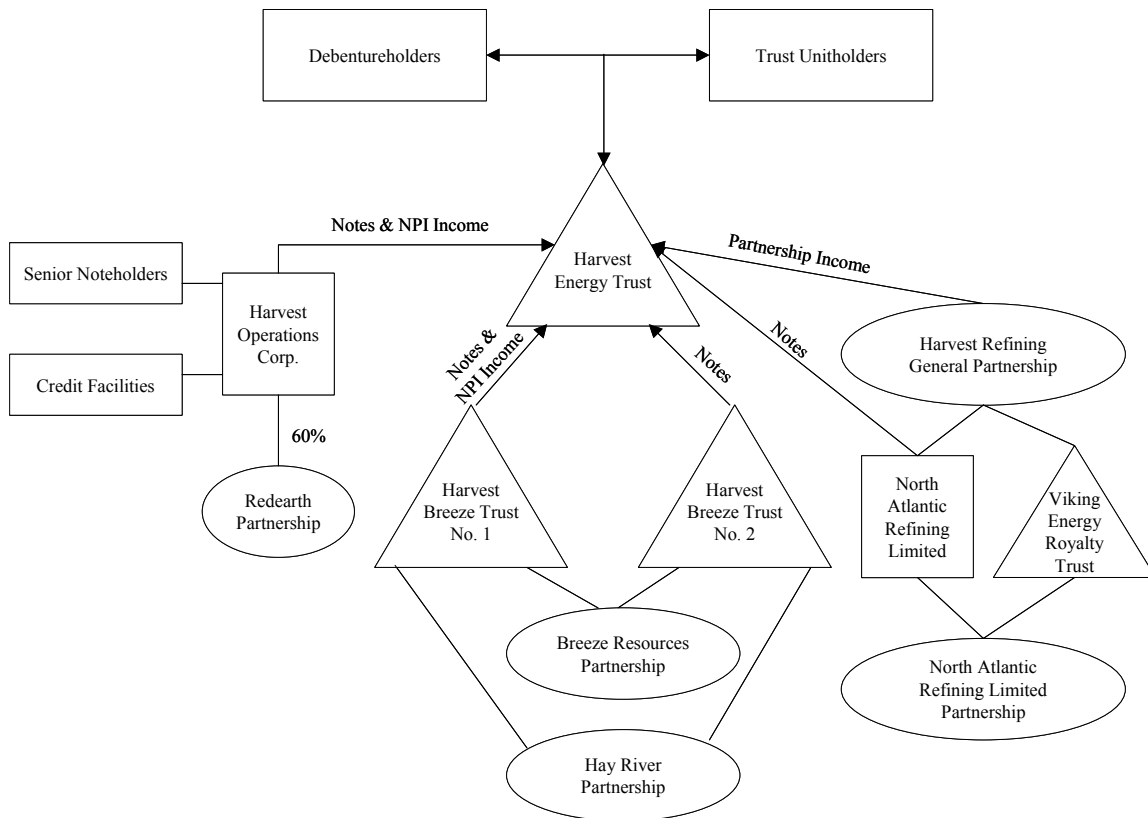 Debentureholders
Trust Unitholders
Notes & NPI Income
Partnership Income
Senior Noteholders
Harvest
Energy Trust
Harvest
Operations
Corp.
Notes &
NPI Income
Notes
Notes
Harvest Refining
General Partnership
Credit Facilities
60%
Redearth
Partnership
Harvest
Breeze Trust
No. 1
Harvest
Breeze Trust
No. 2
North
Atlantic
Refining
Limited
Viking
Energy
Royalty
Trust
Breeze Resources
Partnership
North Atlantic
Refining Limited
Partnership
Hay River
Partnership